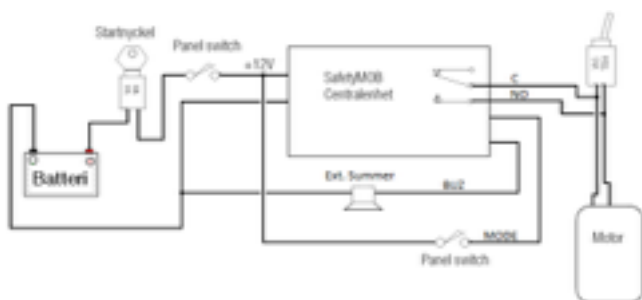 Startnyckel
Panel switch
+12V
SafetyMOB
Centralenhet
C
NO
Batteri
Ext. Summer
BUZ
MODE
Panel switch
Motor